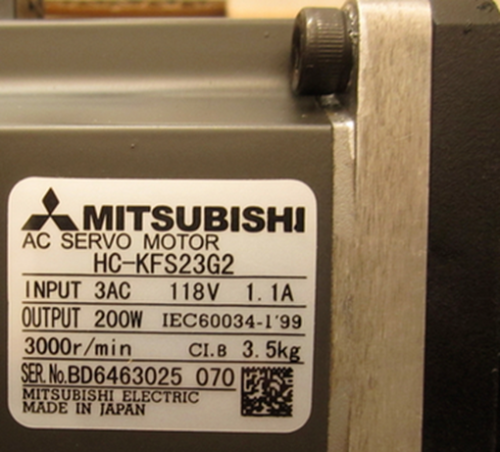 MITSUBISHI
AC SERVO MOTOR
HC-KFS23G2
INPUT 3AC 118V 1.1A
OUTPUT 200W IEC60034-1'99
3000r/min CI.B 3.5kg
SER.No.BD6463025 070
MITSUBISHI ELECTRIC
MADE IN JAPAN